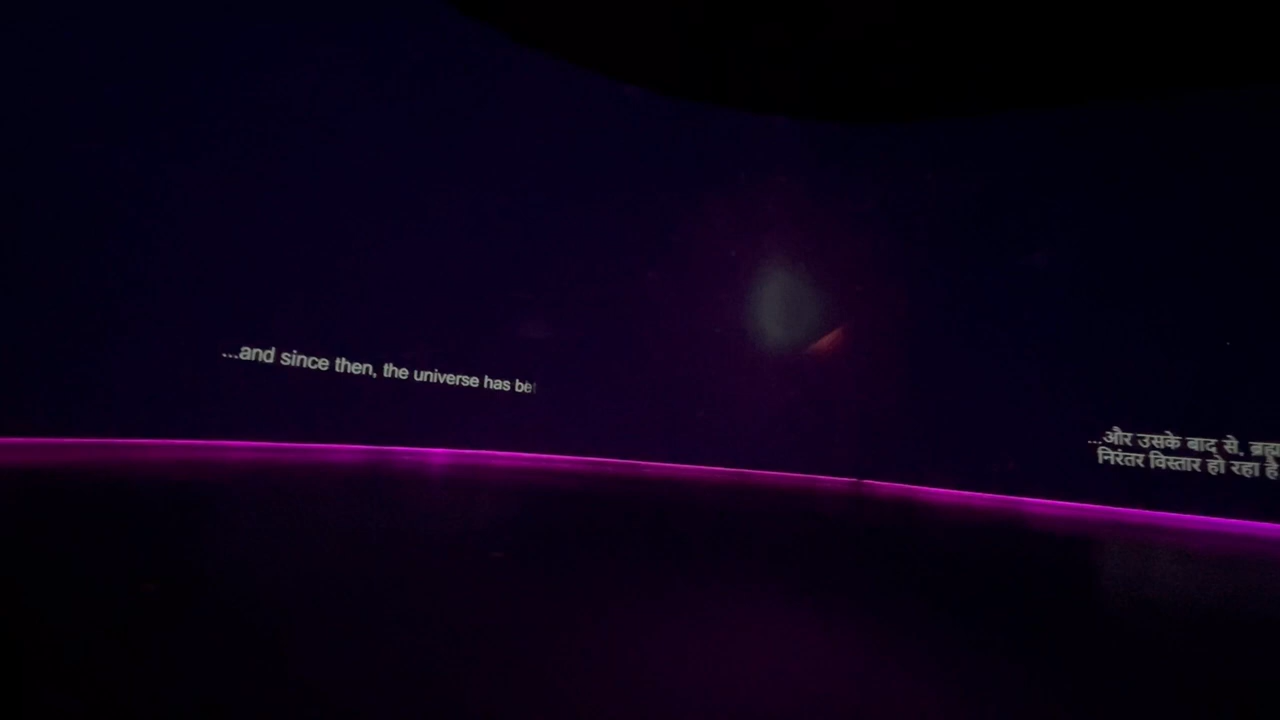 ...and since then, the universe has
...और उसके बाद से,
निरंतर विस्तार हो रहा है